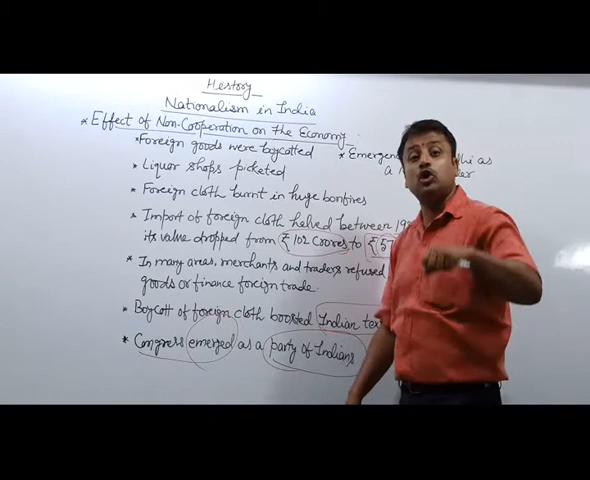 History
Nationalism in India
* Effect of Non-Cooperation on the Economy
* Foreign goods were boycotted
* Liquor shops picketed
* Foreign cloth burnt in huge bonfires
* Import of foreign cloth helved between
its value dropped from ₹ 102 Crores to ₹ 57
* In many areas, merchants and traders refused
goods or finance foreign trade.
* Boycott of foreign cloth boosted Indian
* Congress emerged as a party of Indians
* as
a